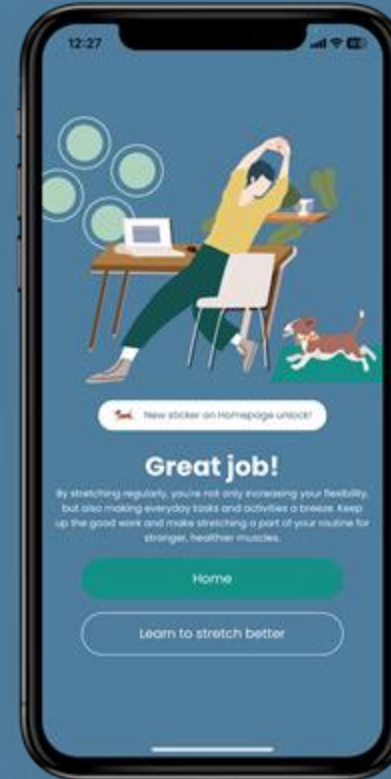 12:27
New sticker on Homepage unlock!
Great job!
By stretching regularly, you're not only increasing your flexibility,
but also making everyday tasks and activities a breeze. Keep
up the good work and make stretching a part of your routine for
stronger, healthier muscles.
Home
Learn to stretch better